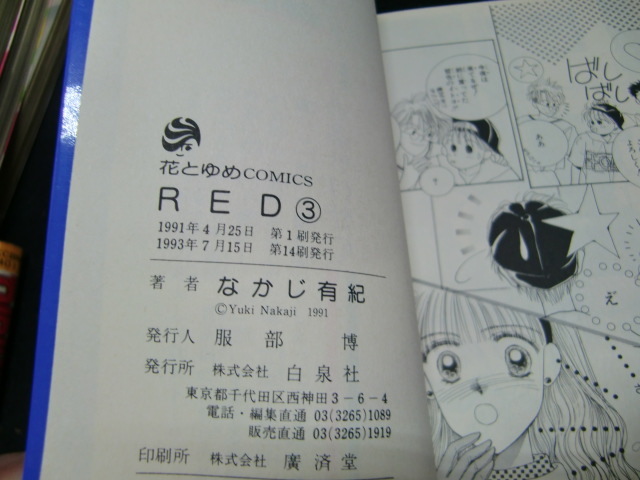 花とゆめCOMICS
RED③
1991年4月25日 第1刷発行
1993年7月15日 第14刷発行
著者 なかじ有紀
©Yuki Nakaji 1991
発行人 服部 博
発行所 株式会社 白泉社
東京都千代田区西神田3-6-4
電話・編集直通 03(3265)1089
販売直通 03(3265)1919
印刷所 株式会社 廣済堂
ばし
ばし
え